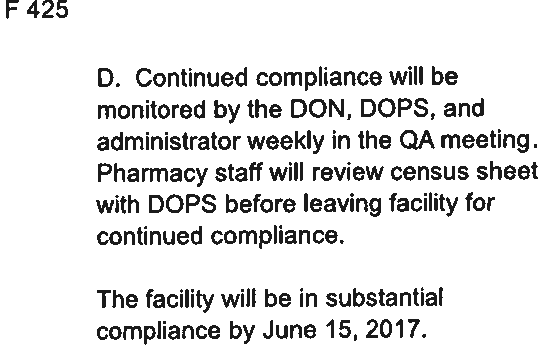 F 425
D. Continued compliance will be
monitored by the DON, DOPS, and
administrator weekly in the QA meeting.
Pharmacy staff will review census sheet
with DOPS before leaving facility for
continued compliance.
The facility will be in substantial
compliance by June 15, 2017.